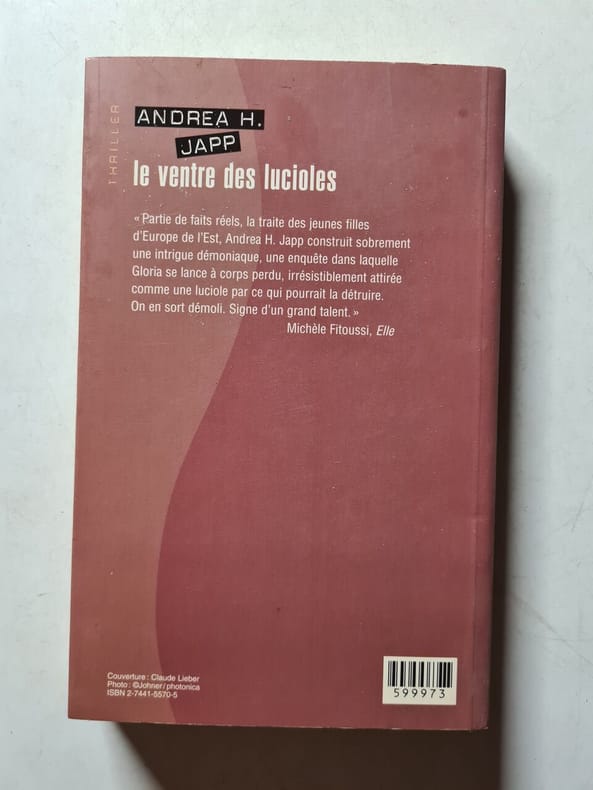 THRILLER
ANDREA H.
JAPP
le ventre des lucioles
« Partie de faits réels, la traite des jeunes filles
d'Europe de l'Est, Andrea H. Japp construit sobrement
une intrigue démoniaque, une enquête dans laquelle
Gloria se lance à corps perdu, irrésistiblement attirée
comme une luciole par ce qui pourrait la détruire.
On en sort démoli. Signe d'un grand talent. »
Michèle Fitoussi, Elle
Couverture : Claude Lieber
Photo : ©Johner / photonica
ISBN 2-7441-5570-5
599973